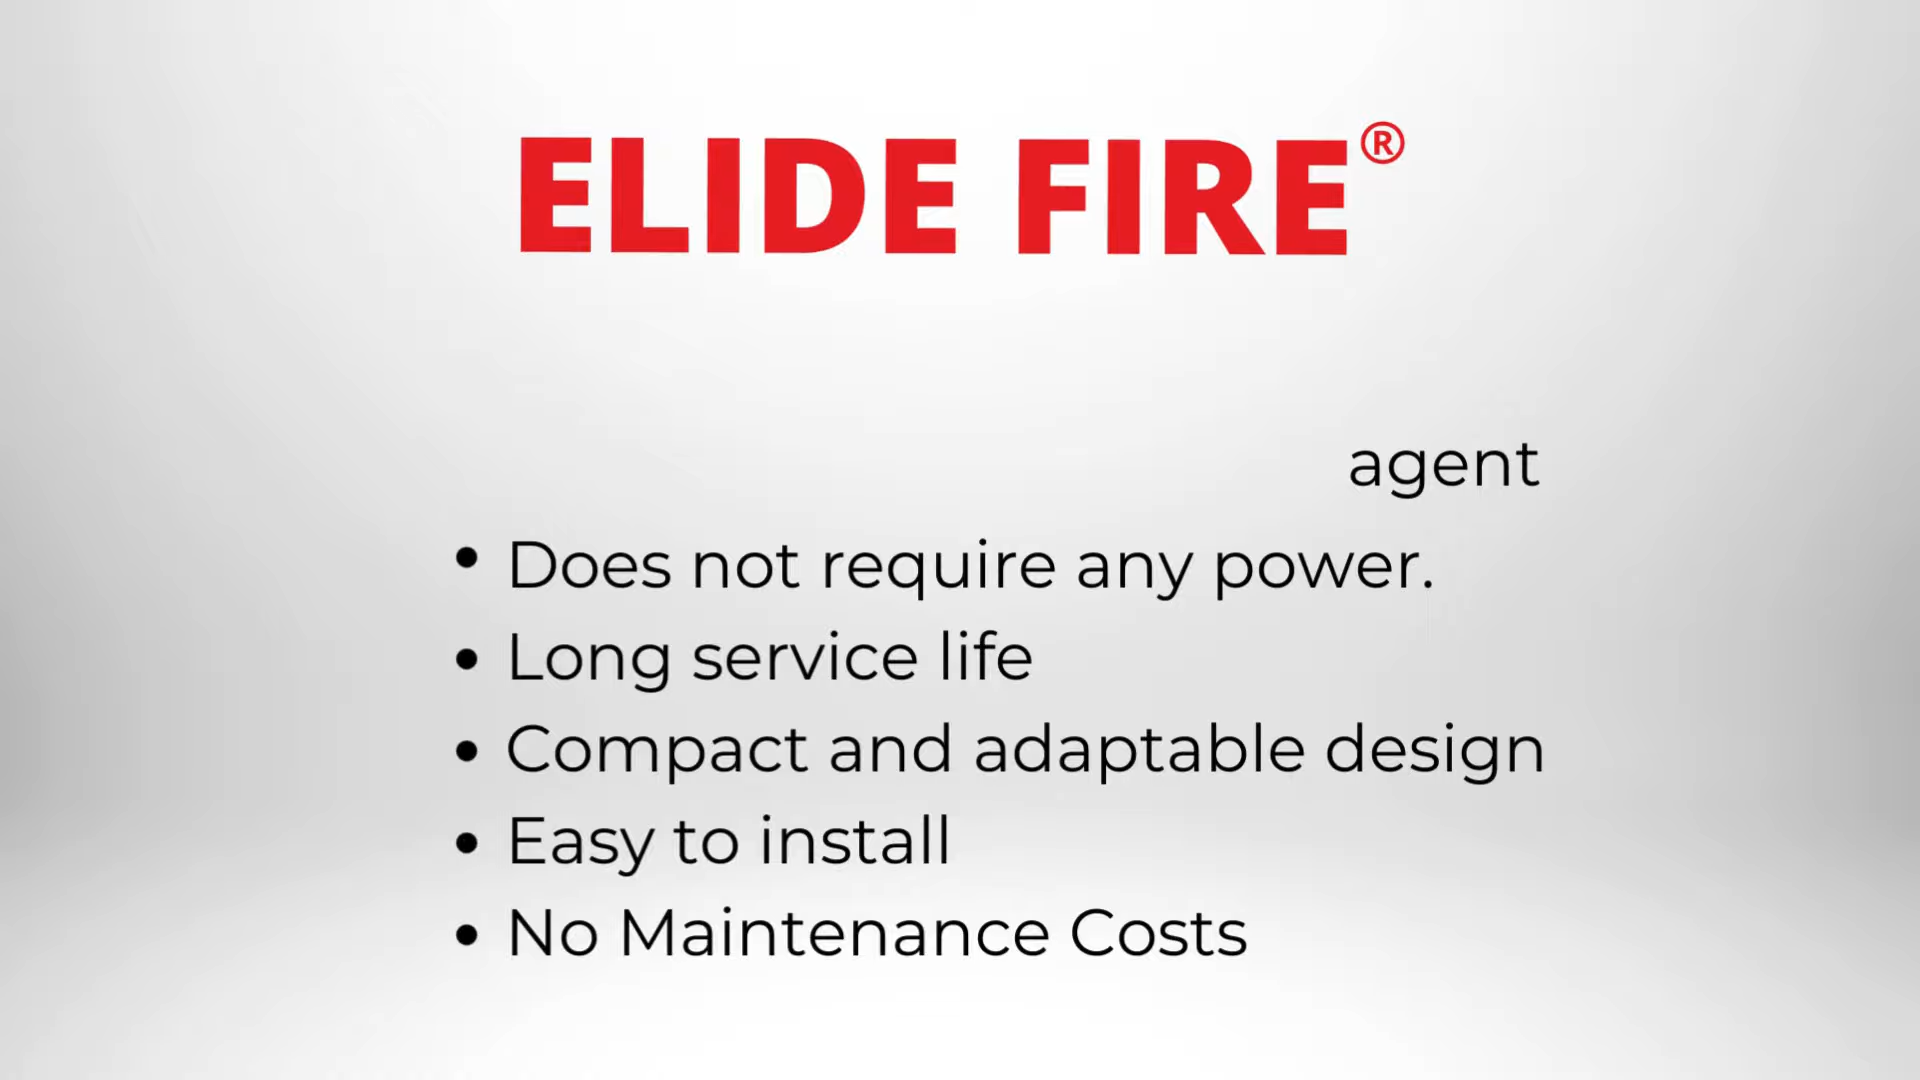 ELIDE FIRE®
agent
• Does not require any power.
• Long service life
• Compact and adaptable design
• Easy to install
• No Maintenance Costs